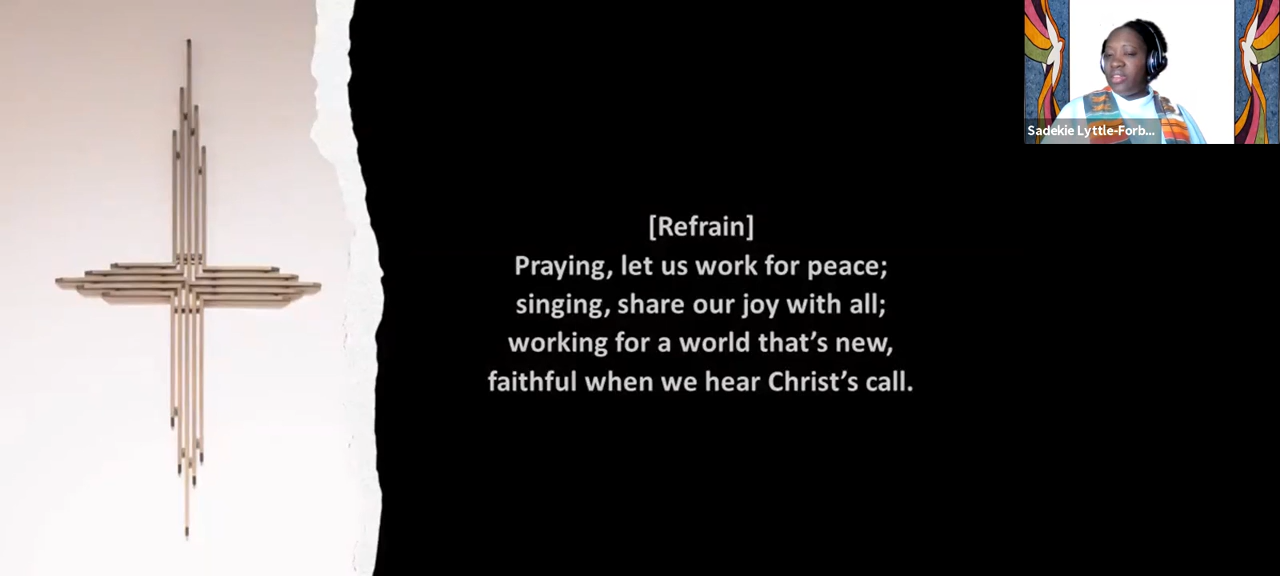 Sadekie Lyttle-Forb...
[Refrain]
Praying, let us work for peace;
singing, share our joy with all;
working for a world that’s new,
faithful when we hear Christ’s call.